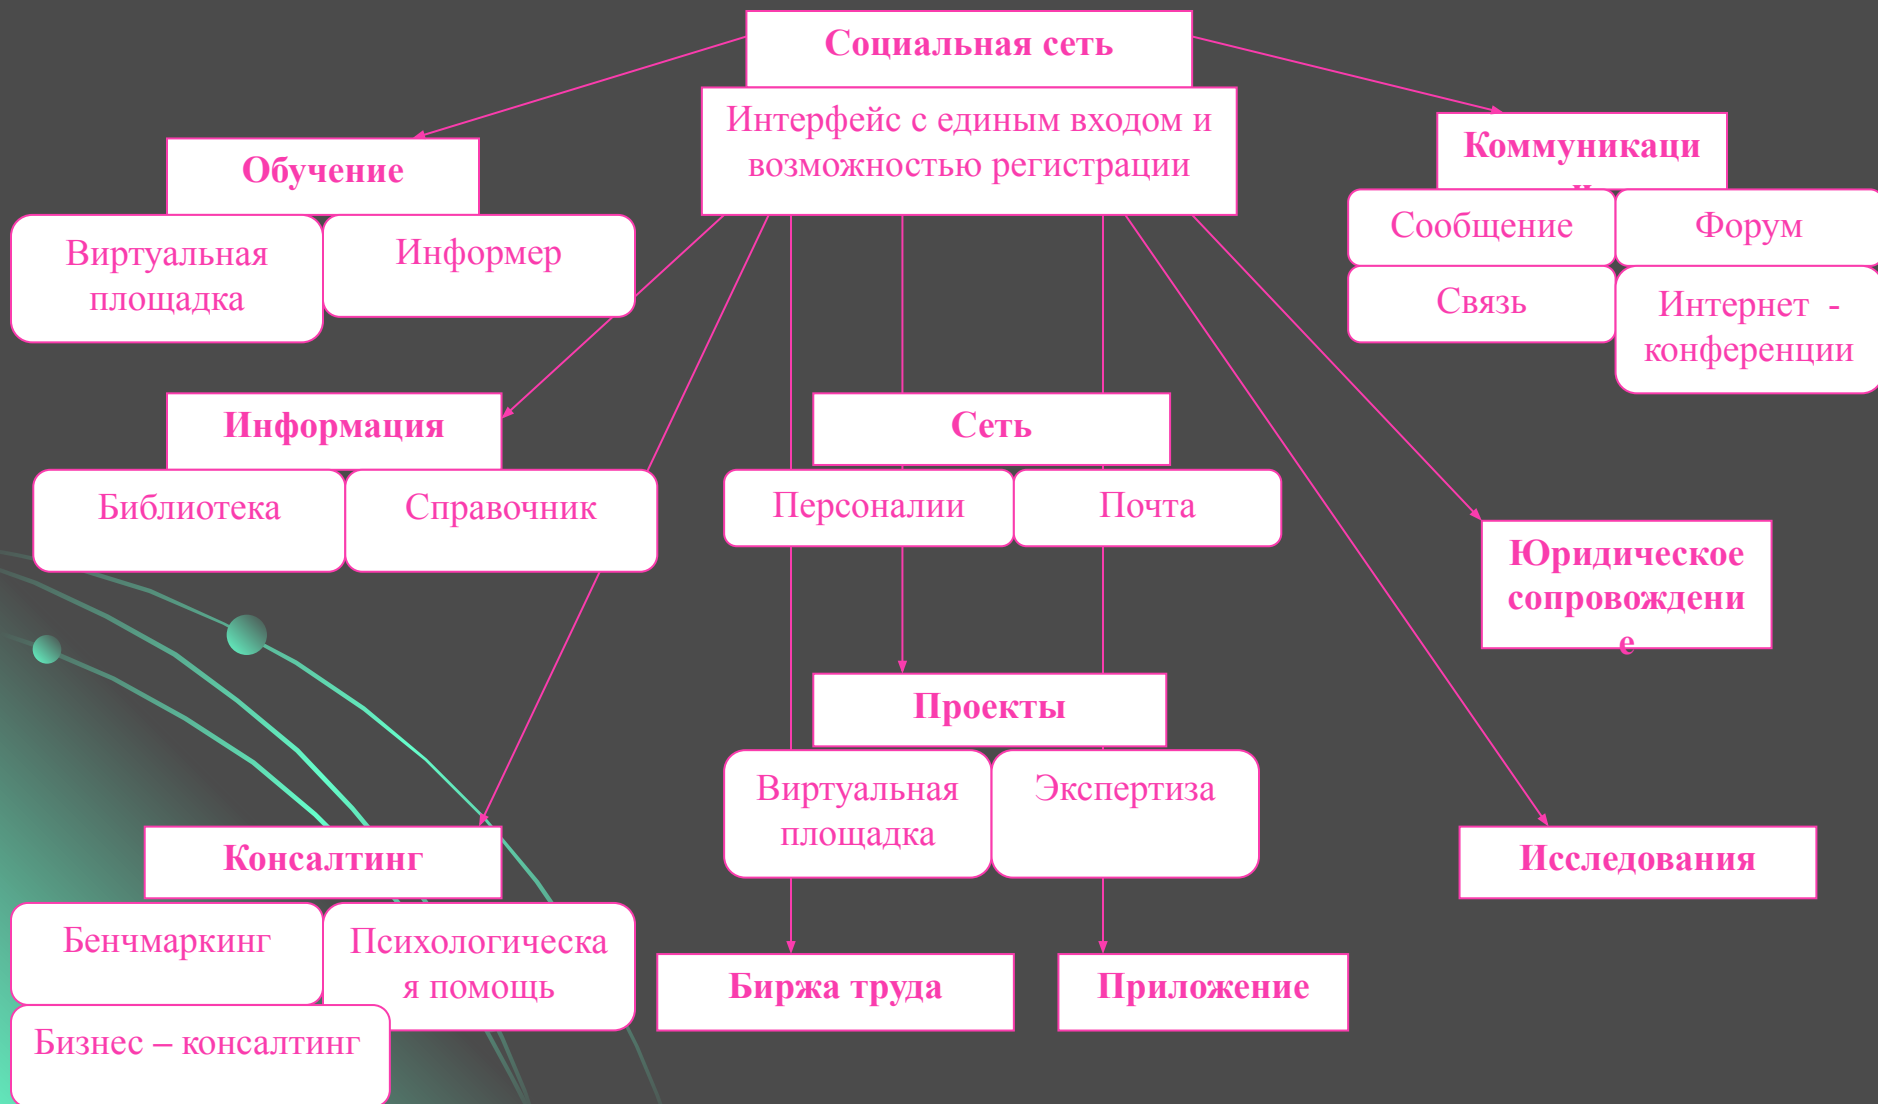 Социальная сеть
Интерфейс с единым входом и
возможностью регистрации
Обучение
Виртуальная
площадка
Информер
Коммуникаци
и
Сообщение
Форум
Связь
Интернет -
конференции
Информация
Библиотека
Справочник
Сеть
Персоналии
Почта
Юридическое
сопровождени
е
Проекты
Виртуальная
площадка
Экспертиза
Консалтинг
Бенчмаркинг
Психологическа
я помощь
Бизнес – консалтинг
Исследования
Биржа труда
Приложение